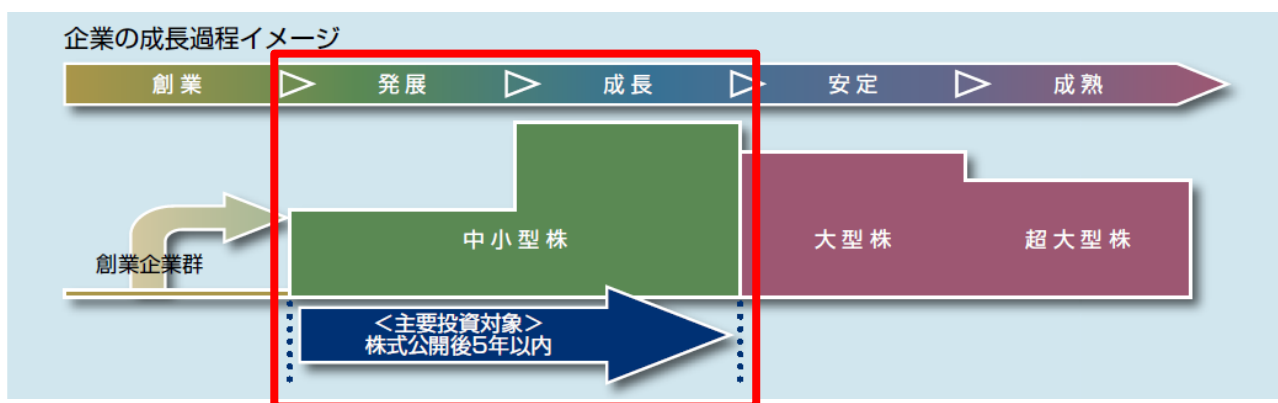 企業の成長過程イメージ
創業 発展 成長 安定 成熟
中小型株 大型株 超大型株
創業企業群
＜主要投資対象＞
株式公開後5年以内